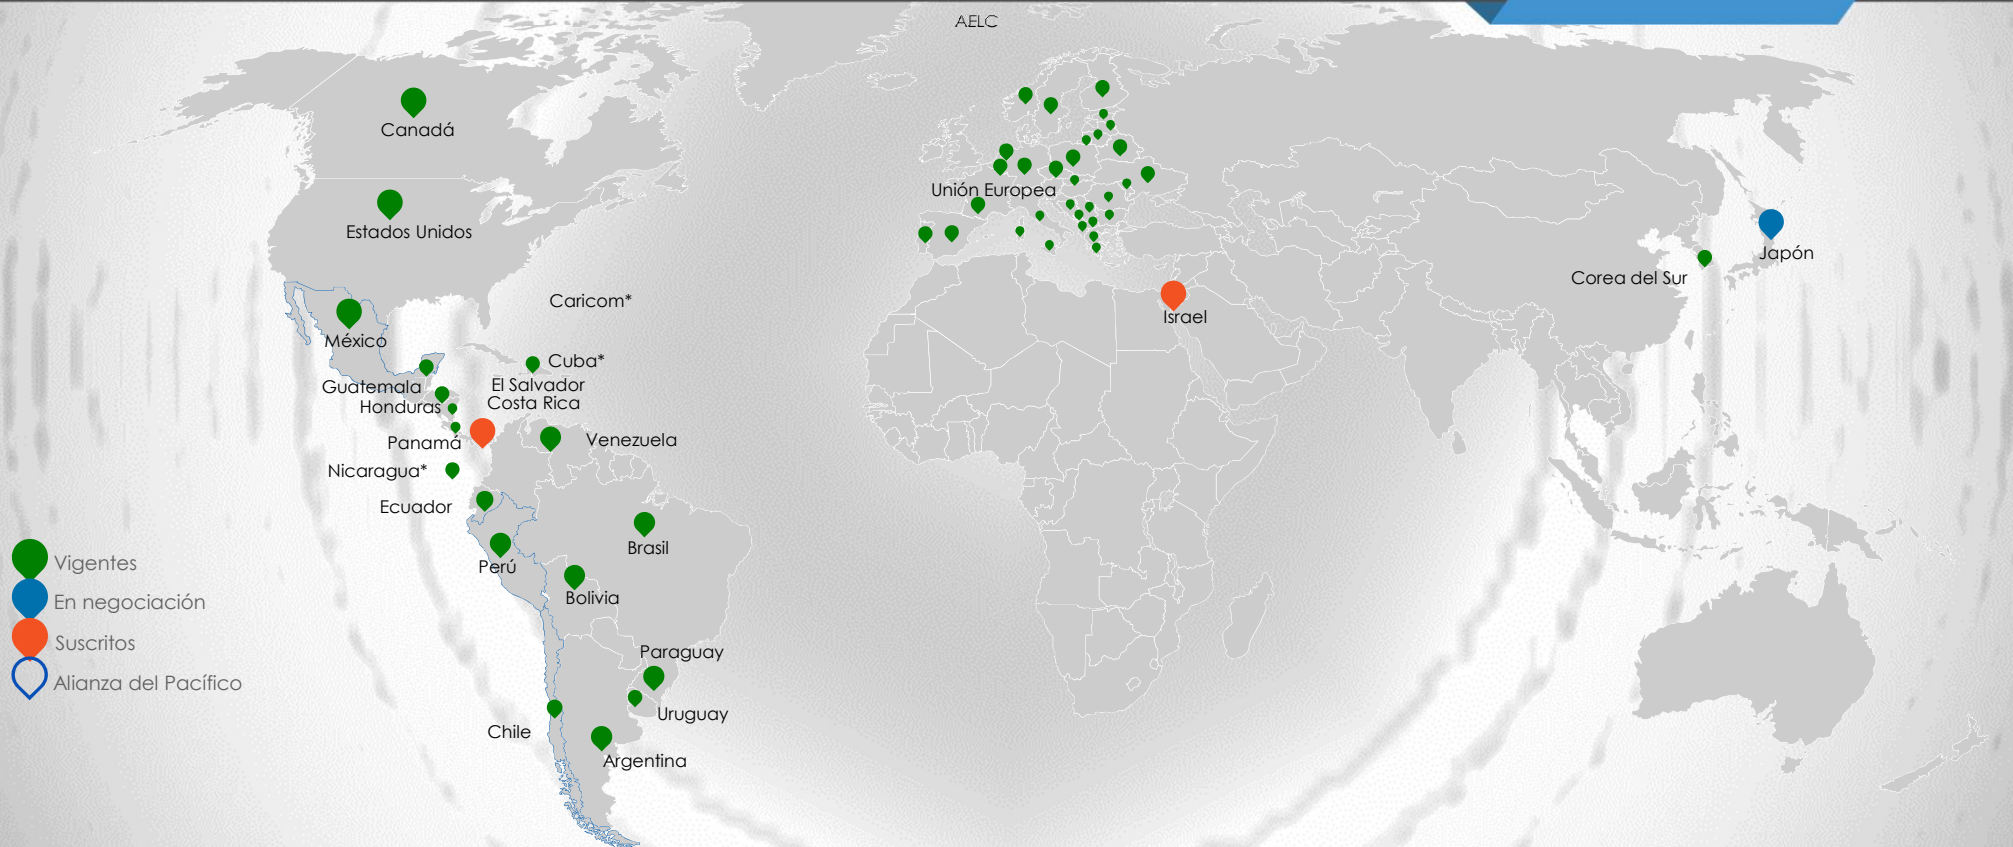 AELC
Canadá
Unión Europea
Estados Unidos
Japón
Corea del Sur
Caricom*
Israel
México
Cuba*
Guatemala
El Salvador
Honduras
Costa Rica
Panamá
Venezuela
Nicaragua*
Ecuador
Brasil
Perú
Bolivia
Paraguay
Uruguay
Chile
Argentina
Vigentes
En negociación
Suscritos
Alianza del Pacífico